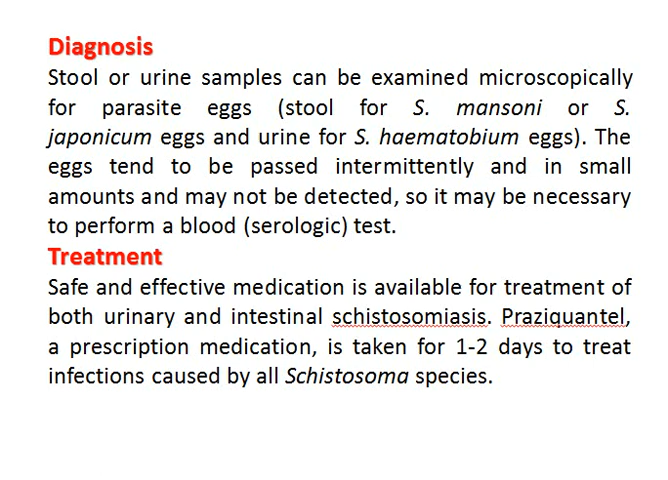 Diagnosis
Stool or urine samples can be examined microscopically
for parasite eggs (stool for S. mansoni or S.
japonicum eggs and urine for S. haematobium eggs). The
eggs tend to be passed intermittently and in small
amounts and may not be detected, so it may be necessary
to perform a blood (serologic) test.
Treatment
Safe and effective medication is available for treatment of
both urinary and intestinal schistosomiasis. Praziquantel,
a prescription medication, is taken for 1-2 days to treat
infections caused by all Schistosoma species.